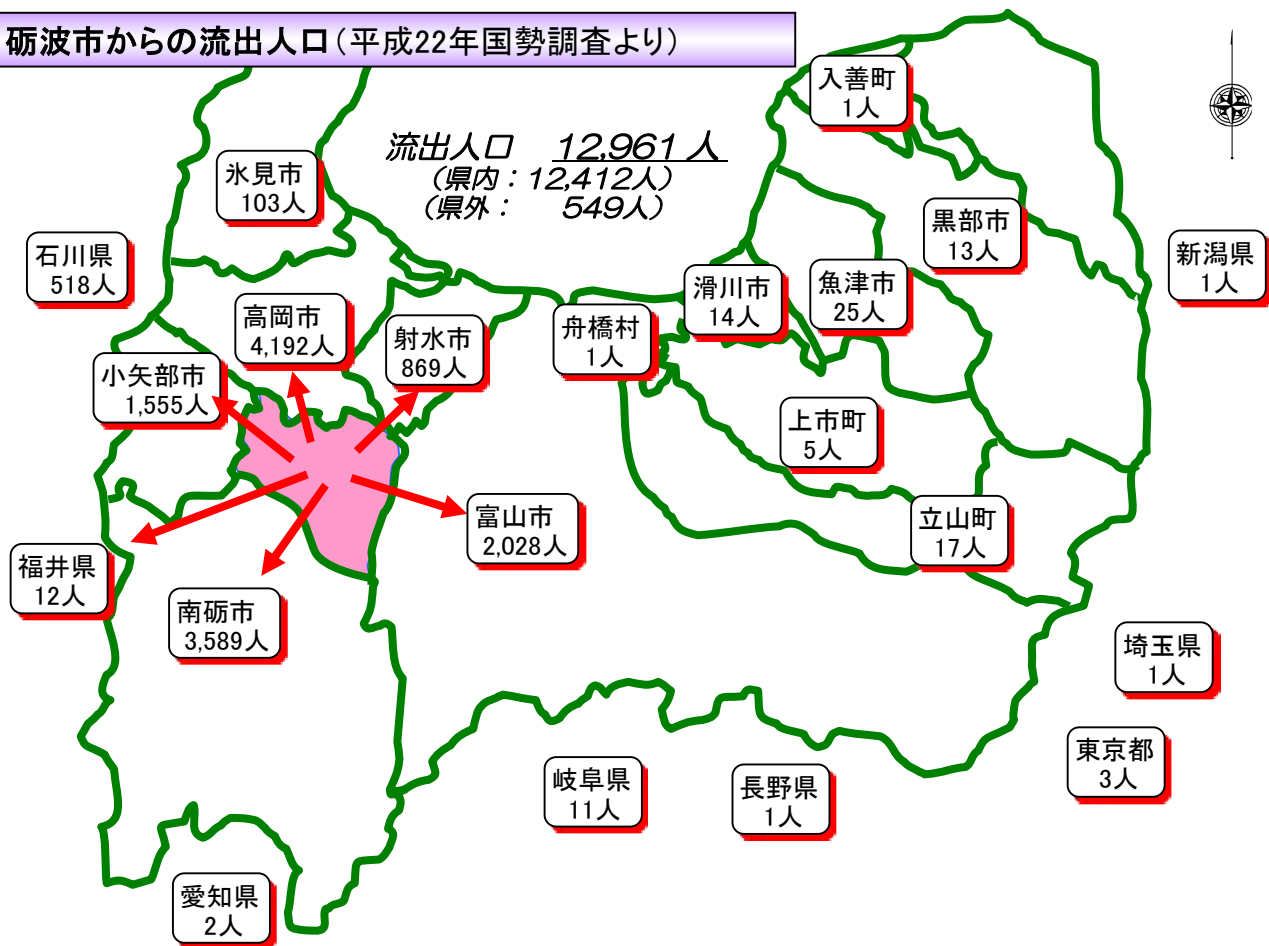 砺波市からの流出人口(平成22年国勢調査より)
流出人口 12,961人
(県内：12,412人)
(県外： 549人)
入善町
1人
氷見市
103人
黒部市
13人
石川県
518人
新潟県
1人
滑川市
14人
魚津市
25人
高岡市
4,192人
射水市
869人
舟橋村
1人
小矢部市
1,555人
上市町
5人
富山市
2,028人
立山町
17人
福井県
12人
南砺市
3,589人
埼玉県
1人
東京都
3人
岐阜県
11人
長野県
1人
愛知県
2人